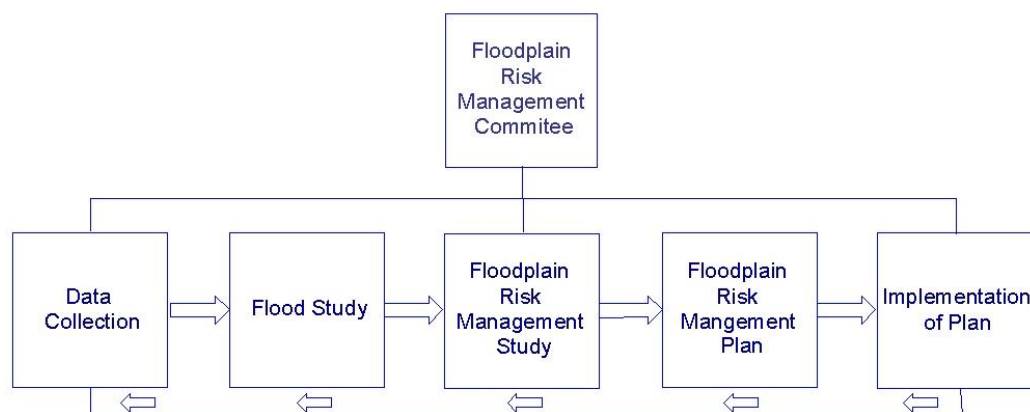 Floodplain
Risk
Management
Commitee
Data
Collection
Flood Study
Floodplain
Risk
Management
Study
Floodplain
Risk
Mangement
Plan
Implementation
of Plan